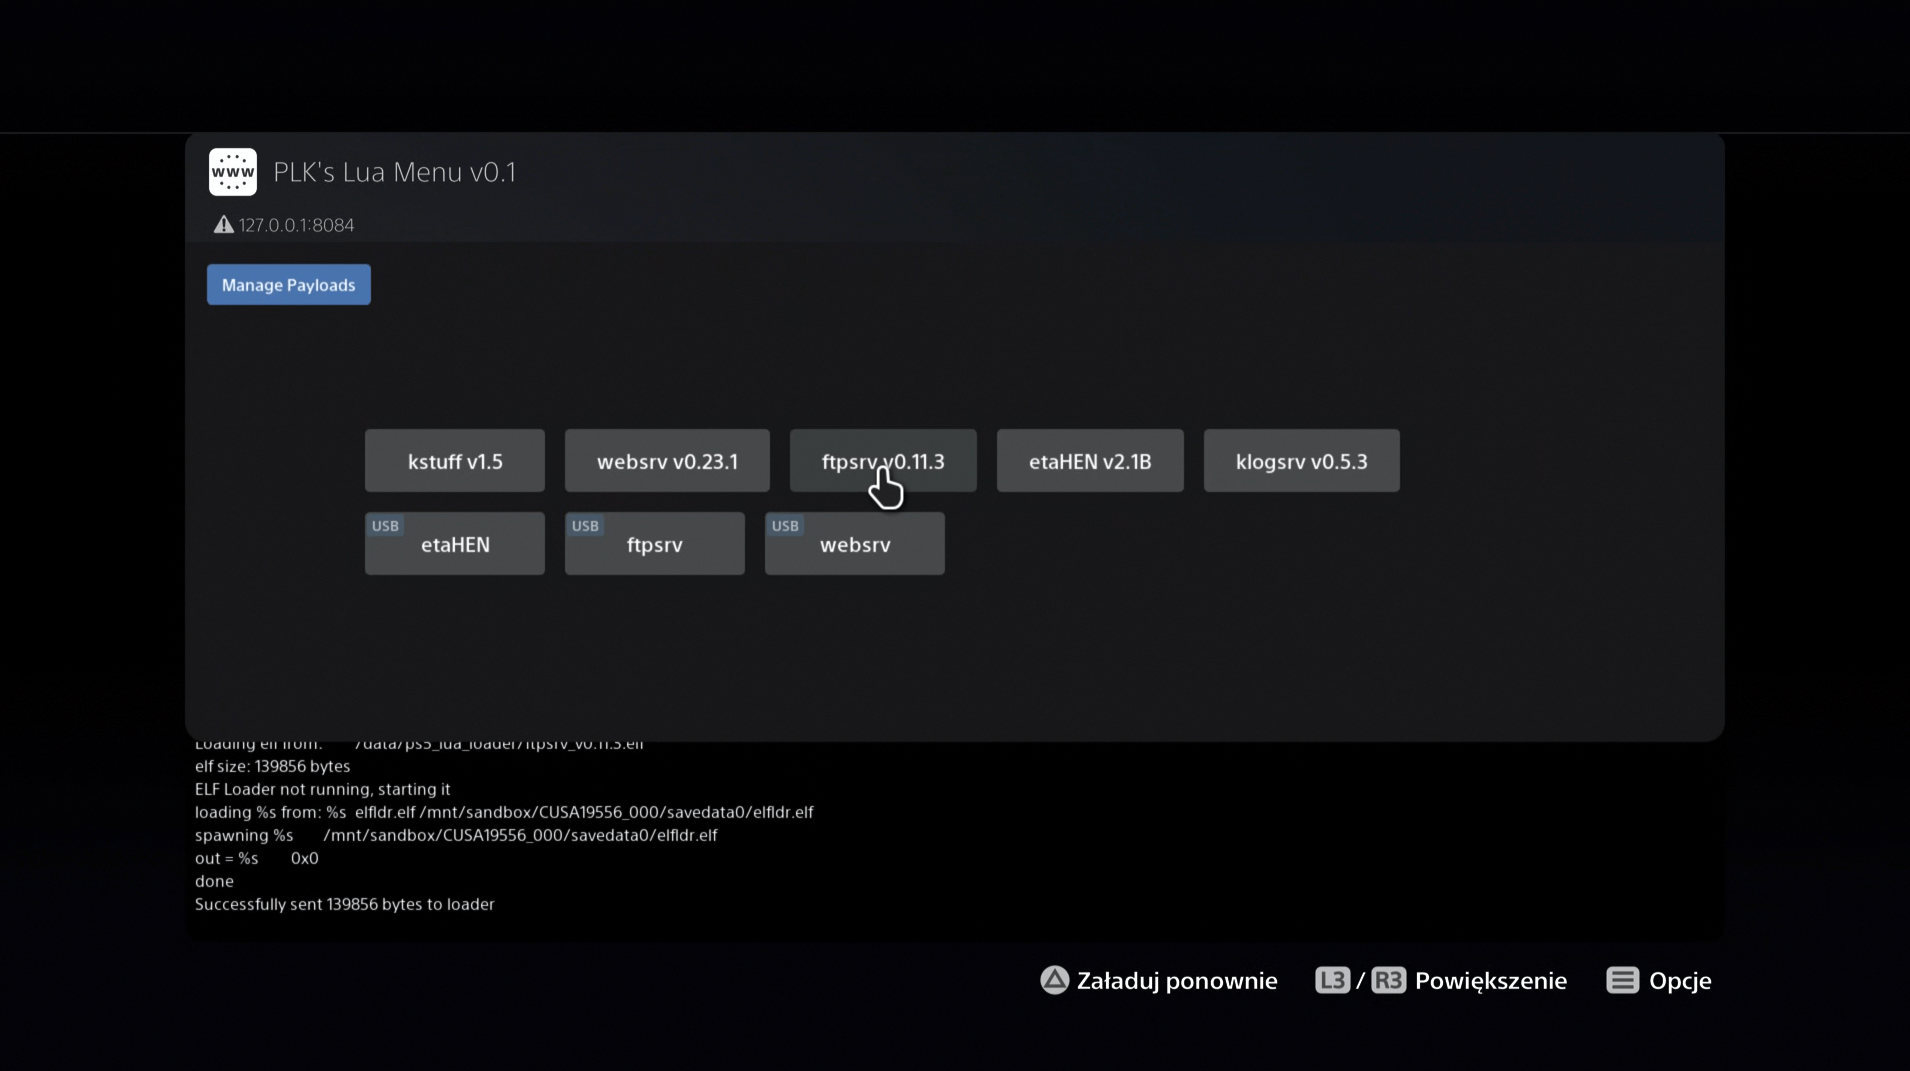 www
PLK's Lua Menu v0.1
127.0.0.1:8084
Manage Payloads
kstuff v1.5
websrv v0.23.1
ftpsrv v0.11.3
etaHEN v2.1B
klogsrv v0.5.3
USB
etaHEN
USB
ftpsrv
USB
websrv
Loading elf from: /data/ps5_lua_loader/ftpsrv_v0.11.3.elf
elf size: 139856 bytes
ELF Loader not running, starting it
loading %s from: %s elfldr.elf /mnt/sandbox/CUSA19556_000/savedata0/elfldr.elf
spawning %s /mnt/sandbox/CUSA19556_000/savedata0/elfldr.elf
out = %s 0x0
done
Successfully sent 139856 bytes to loader
Załaduj ponownie L3 / R3 Powiększenie Opcje